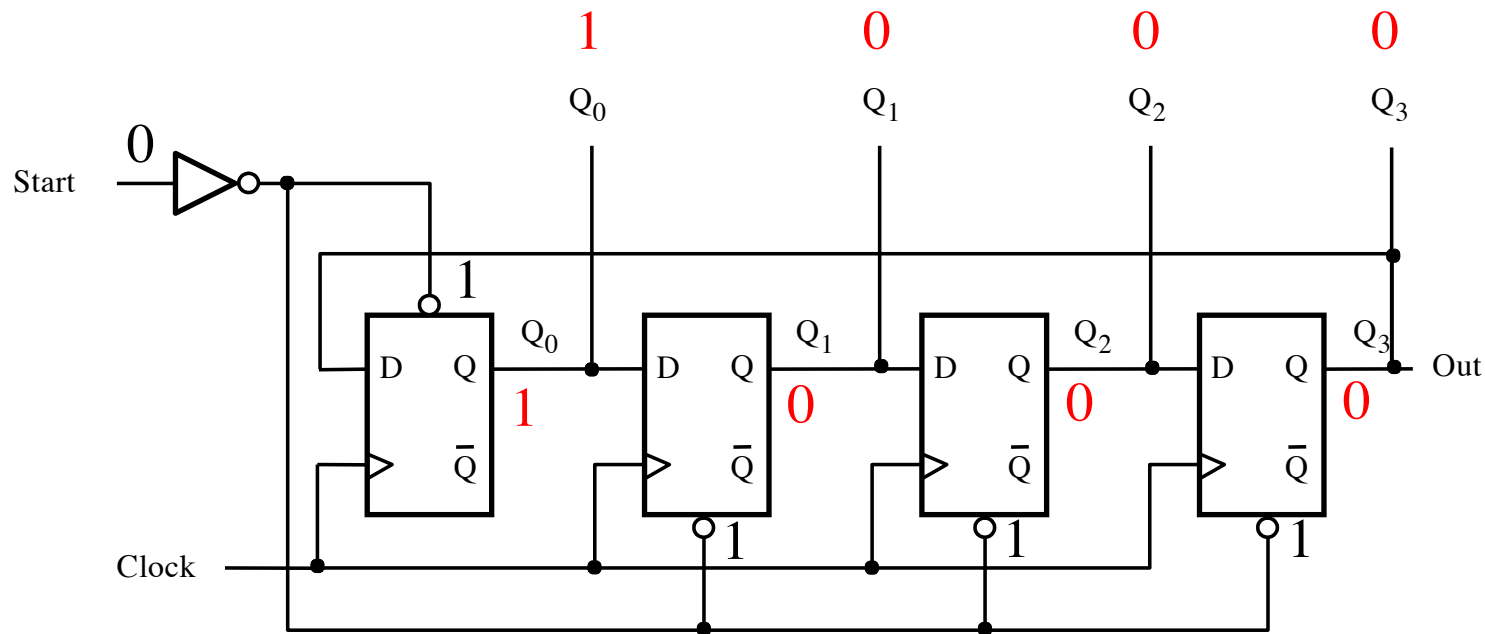 1 0 0 0
Q0 Q1 Q2 Q3
0
Start
1
Q0 Q1 Q2 Q3
D Q D Q D Q D Q Out
1 0 0 0
Q̅ Q̅ Q̅ Q̅
1 1 1
Clock